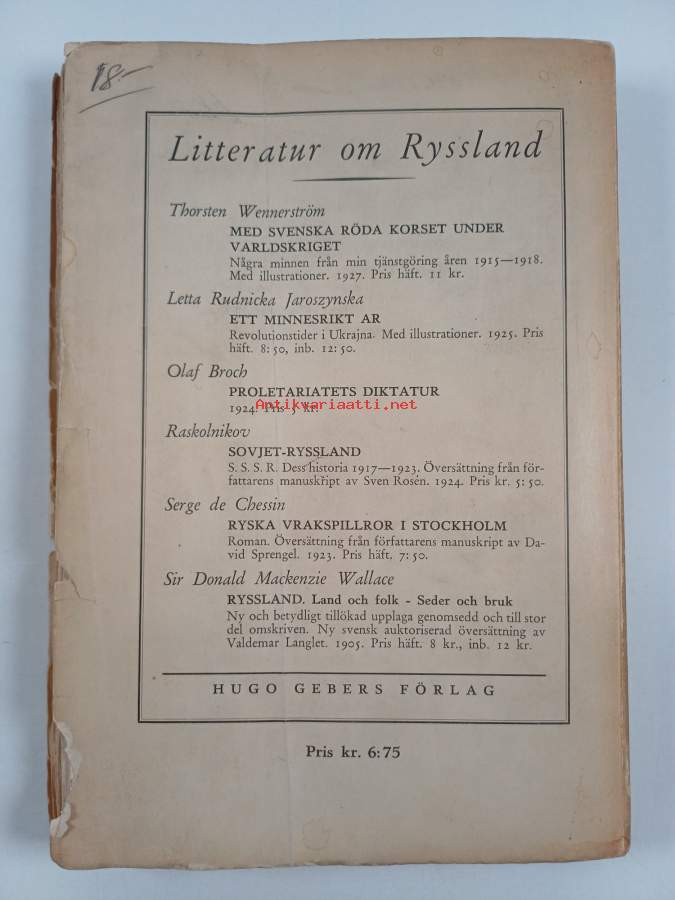 18:-
Litteratur om Ryssland
Thorsten Wennerström
MED SVENSKA RÖDA KORSET UNDER
VARLDSKRIGET
Några minnen från min tjänstgöring åren 1915—1918.
Med illustrationer. 1927. Pris häft. 11 kr.
Letta Rudnicka Jaroszynska
ETT MINNESRIKT AR
Revolutionstider i Ukrajna. Med illustrationer. 1925. Pris
häft. 8:50, inb. 12:50.
Olaf Broch
PROLETARIATETS DIKTATUR
1924. Pris 5 kr.
Antikvariaatti.net
Raskolnikov
SOVJET-RYSSLAND
S. S. S. R. Dess historia 1917—1923. Översättning från för-
fattarens manuskript av Sven Rosén. 1924. Pris kr. 5:50.
Serge de Chessin
RYSKA VRAKSPILLROR I STOCKHOLM
Roman. Översättning från författarens manuskript av Da-
vid Sprengel. 1923. Pris häft. 7:50.
Sir Donald Mackenzie Wallace
RYSSLAND. Land och folk - Seder och bruk
Ny och betydligt tillökad upplaga genomsedd och till stor
del omskriven. Ny svensk auktoriserad översättning av
Valdemar Langlet. 1905. Pris häft. 8 kr., inb. 12 kr.
HUGO GEBERS FÖRLAG
Pris kr. 6:75